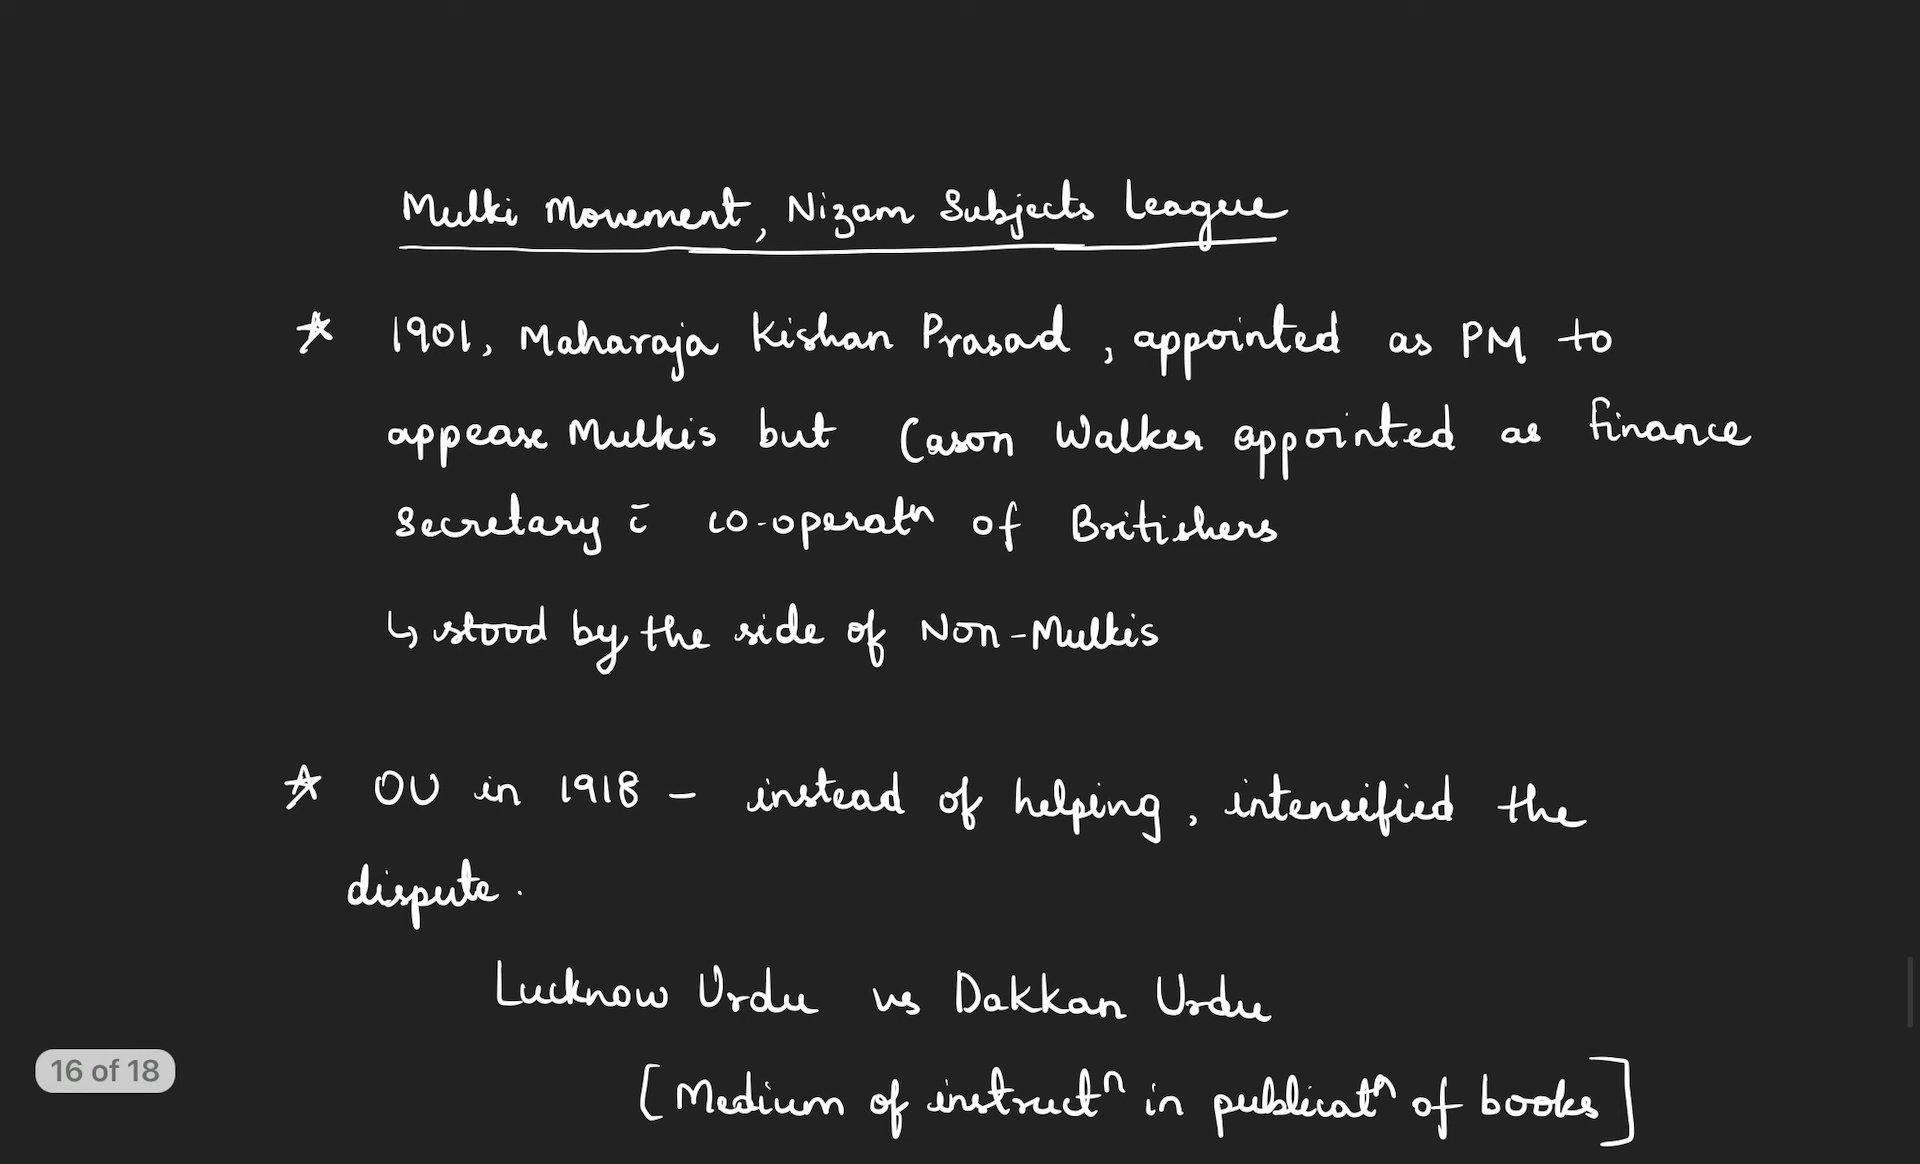 Mulki Movement, Nizam Subjects League
☆ 1901, Maharaja Kishan Prasad, appointed as PM to
appease Mulkis but Cason Walker appointed as finance
secretary c̄ co-operatⁿ of Britishers
↳ stood by the side of Non-Mulkis
☆ OU in 1918 – instead of helping, intensified the
dispute.
Lucknow Urdu vs Dakkan Urdu
[Medium of instructⁿ in publicatⁿ of books]
16 of 18